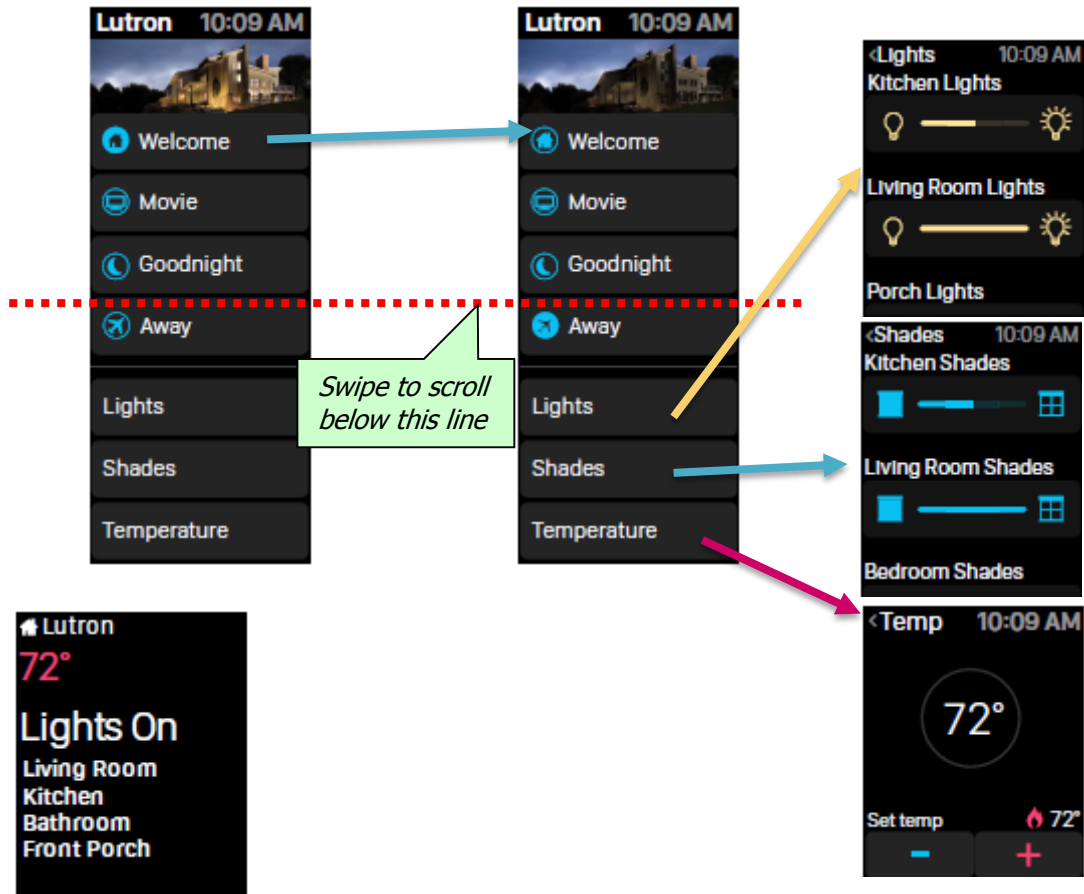 Lutron 10:09 AM
Welcome
Movie
Goodnight
Away
Lights
Shades
Temperature
Swipe to scroll
below this line
Lutron 10:09 AM
Welcome
Movie
Goodnight
Away
Lights
Shades
Temperature
<Lights 10:09 AM
Kitchen Lights
Living Room Lights
Porch Lights
<Shades 10:09 AM
Kitchen Shades
Living Room Shades
Bedroom Shades
<Temp 10:09 AM
72°
Set temp 72°
- +
Lutron
72°
Lights On
Living Room
Kitchen
Bathroom
Front Porch